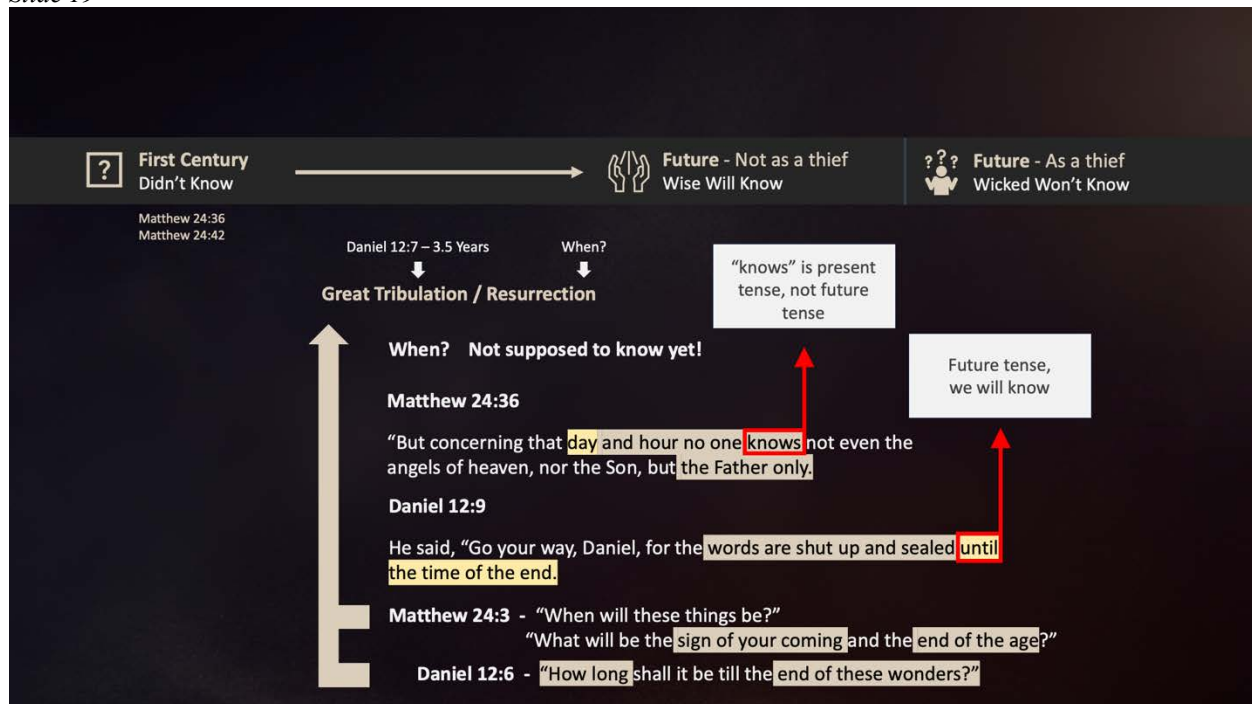 Slide 19
?
First Century
Didn't Know
Future - Not as a thief
Wise Will Know
? ? ?
Future - As a thief
Wicked Won't Know
Matthew 24:36
Matthew 24:42
Daniel 12:7 – 3.5 Years
When?
Great Tribulation / Resurrection
"knows" is present
tense, not future
tense
When? Not supposed to know yet!
Future tense,
we will know
Matthew 24:36
"But concerning that day and hour no one knows not even the
angels of heaven, nor the Son, but the Father only.
Daniel 12:9
He said, "Go your way, Daniel, for the words are shut up and sealed until
the time of the end.
Matthew 24:3 - "When will these things be?"
"What will be the sign of your coming and the end of the age?"
Daniel 12:6 - "How long shall it be till the end of these wonders?"